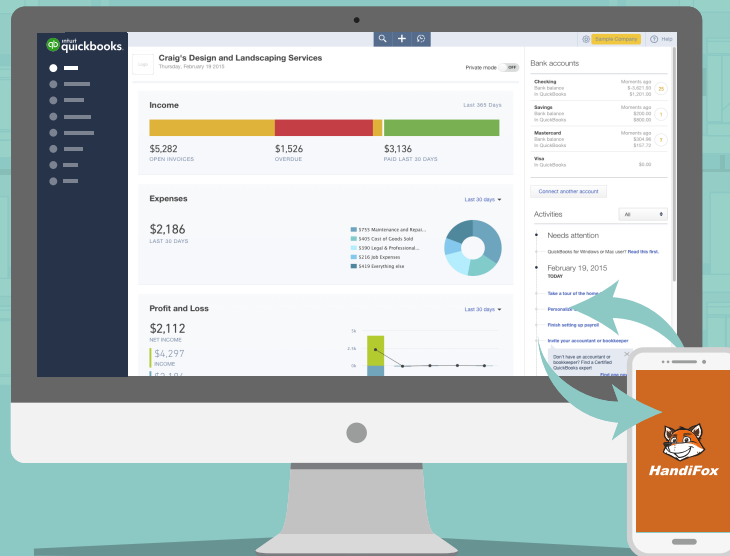 intuit
quickbooks.
Sample Company
Help
Craig's Design and Landscaping Services
Thursday, February 19 2015
Private mode
OFF
Income
Last 365 Days
$5,282
OPEN INVOICES
$1,526
OVERDUE
$3,136
PAID LAST 30 DAYS
Expenses
Last 30 days
$2,186
LAST 30 DAYS
Maintenance and Repai...
$405 Cost of Goods Sold
$390 Legal & Professional...
$216 Job Expenses
$419 Everything else
Profit and Loss
Last 30 days
$2,112
NET INCOME
$4,297
INCOME
Bank accounts
Checking
Moments ago
Bank balance
$-3,621.93
In QuickBooks
$1,201.00
Savings
Moments ago
Bank balance
$200.00
In QuickBooks
$800.00
Mastercard
Moments ago
Bank balance
$304.96
In QuickBooks
$157.72
Visa
In QuickBooks
$0.00
Connect another account
Activities
All
Needs attention
QuickBooks for Windows or Mac user? Read this first.
February 19, 2015
TODAY
Take a tour of the home
Finish setting up payroll
Invite your accountant or bookkeeper
Don't have an accountant or
bookkeeper? Find a Certified
QuickBooks expert
HandiFox